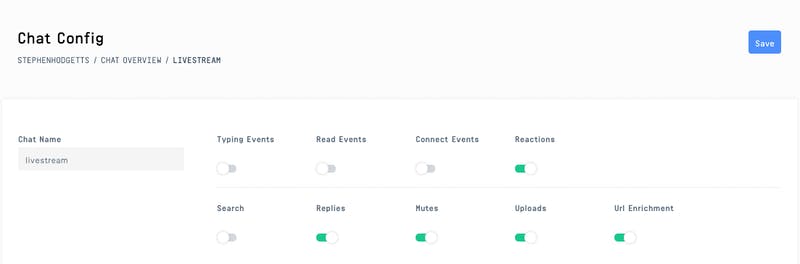 Chat Config
Save
STEPHENHODGETTS / CHAT OVERVIEW / LIVESTREAM
Chat Name
Typing Events
Read Events
Connect Events
Reactions
livestream
Search
Replies
Mutes
Uploads
Url Enrichment